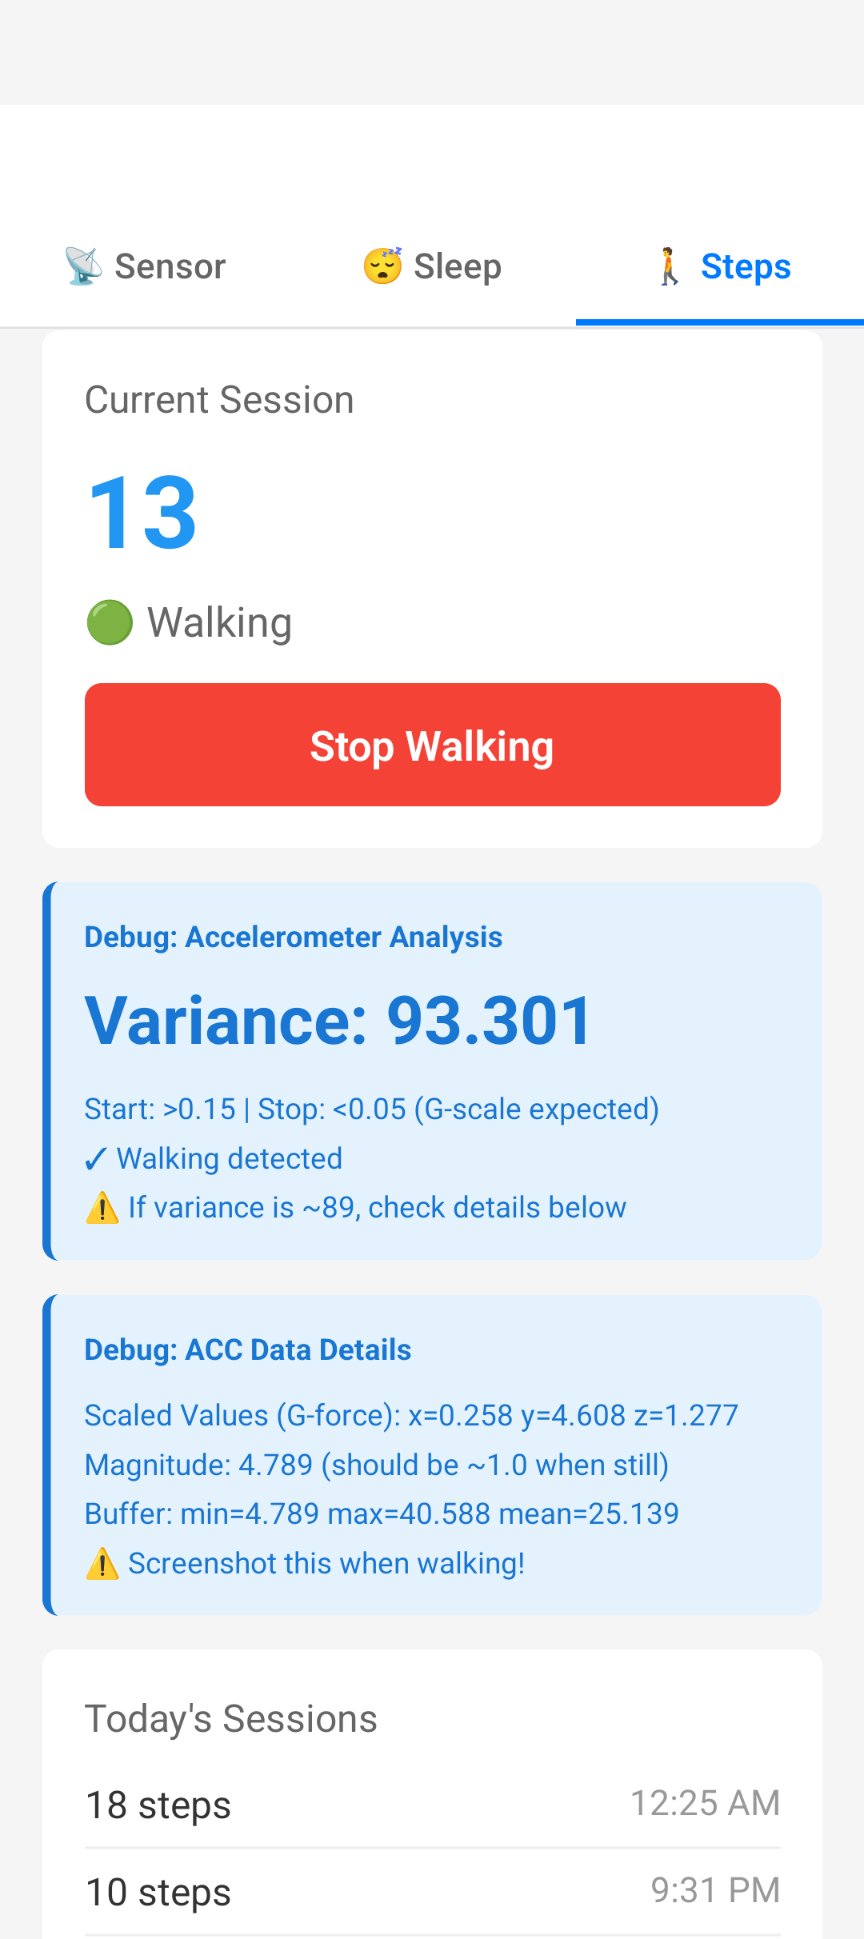 Sensor
Sleep
Steps
Current Session
13
Walking
Stop Walking
Debug: Accelerometer Analysis
Variance: 93.301
Start: >0.15 | Stop: <0.05 (G-scale expected)
✓ Walking detected
⚠️ If variance is ~89, check details below
Debug: ACC Data Details
Scaled Values (G-force): x=0.258 y=4.608 z=1.277
Magnitude: 4.789 (should be ~1.0 when still)
Buffer: min=4.789 max=40.588 mean=25.139
⚠️ Screenshot this when walking!
Today's Sessions
18 steps 12:25 AM
10 steps 9:31 PM